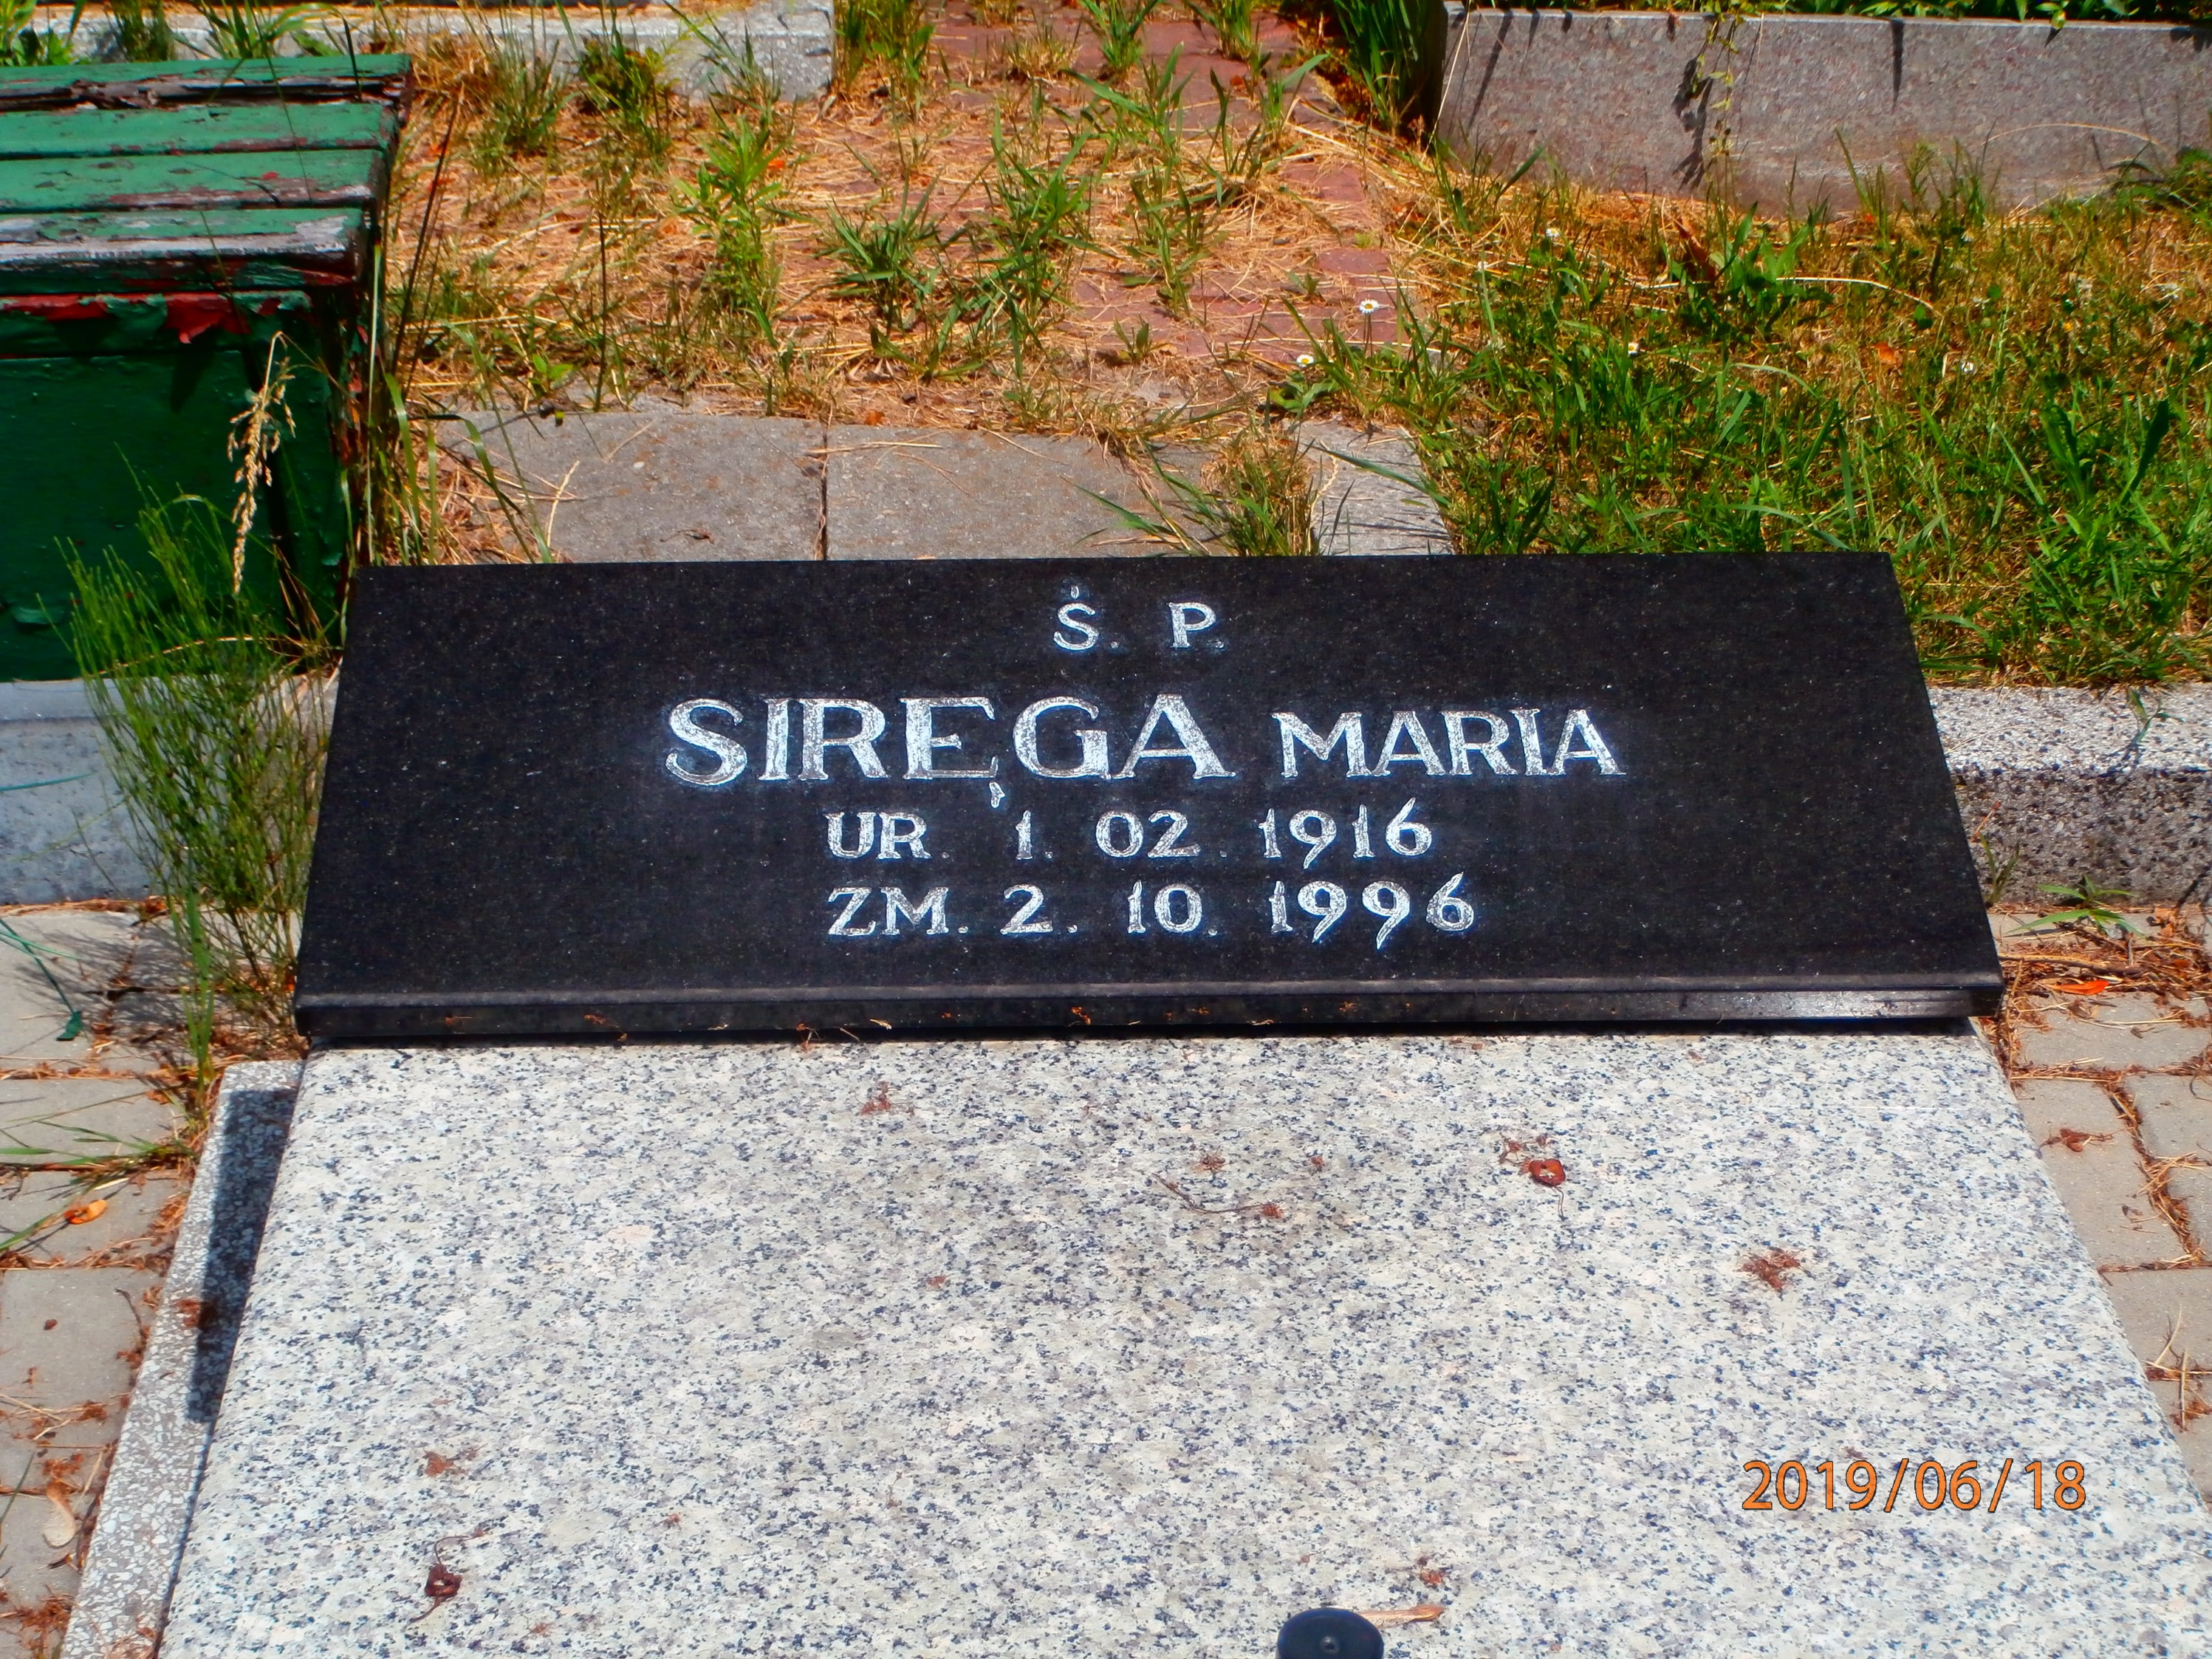 Ś. P.
SIRĘGA MARIA
UR. 1. 02. 1916
ZM. 2. 10. 1996
2019/06/18